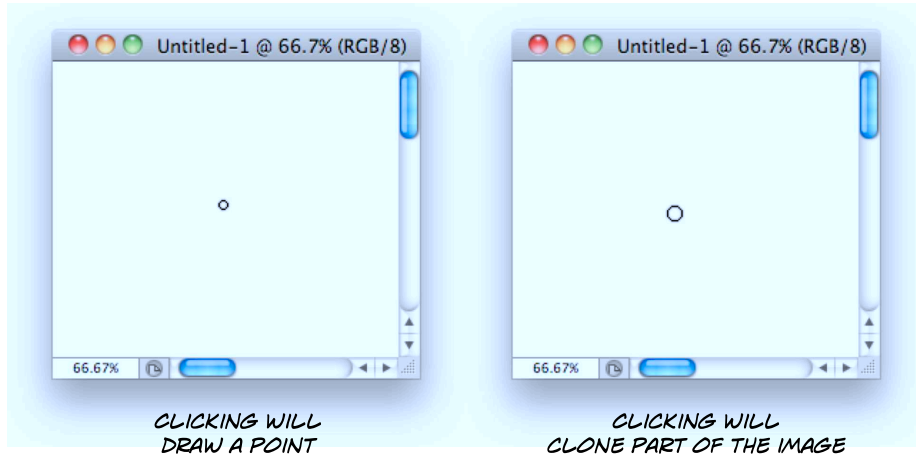 Untitled-1 @ 66.7% (RGB/8)
66.67%
CLICKING WILL
DRAW A POINT
Untitled-1 @ 66.7% (RGB/8)
66.67%
CLICKING WILL
CLONE PART OF THE IMAGE